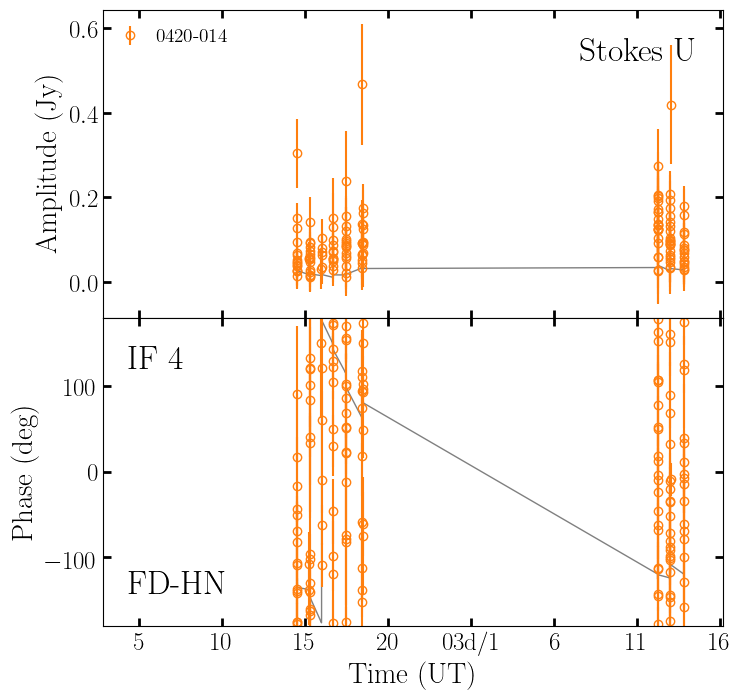 0420-014
Stokes U
0.6
0.4
0.2
0.0
Amplitude (Jy)
IF 4
FD-HN
100
0
−100
Phase (deg)
5 10 15 20 03d/1 6 11 16
Time (UT)